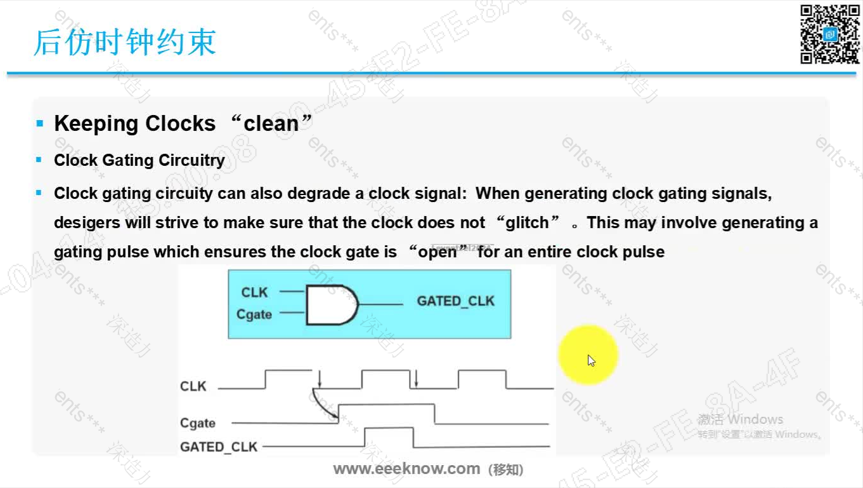 后仿时钟约束
Keeping Clocks “clean”
Clock Gating Circuitry
Clock gating circuity can also degrade a clock signal: When generating clock gating signals,
desigers will strive to make sure that the clock does not “glitch” 。This may involve generating a
gating pulse which ensures the clock gate is “open” for an entire clock pulse
CLK
Cgate
GATED_CLK
CLK
Cgate
GATED_CLK
激活 Windows
转到"设置"以激活 Windows。
www.eeeknow.com（移知）